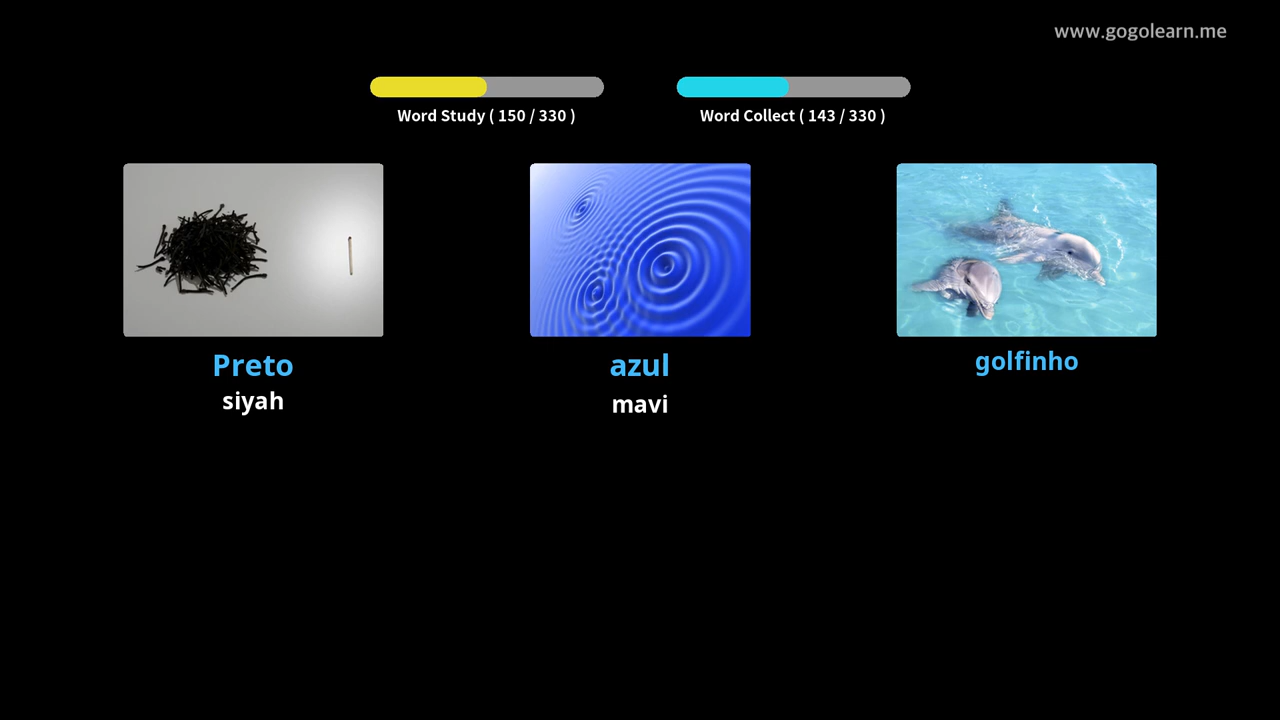 www.gogolearn.me
Word Study ( 150 / 330 )
Word Collect ( 143 / 330 )
Preto
siyah
azul
mavi
golfinho